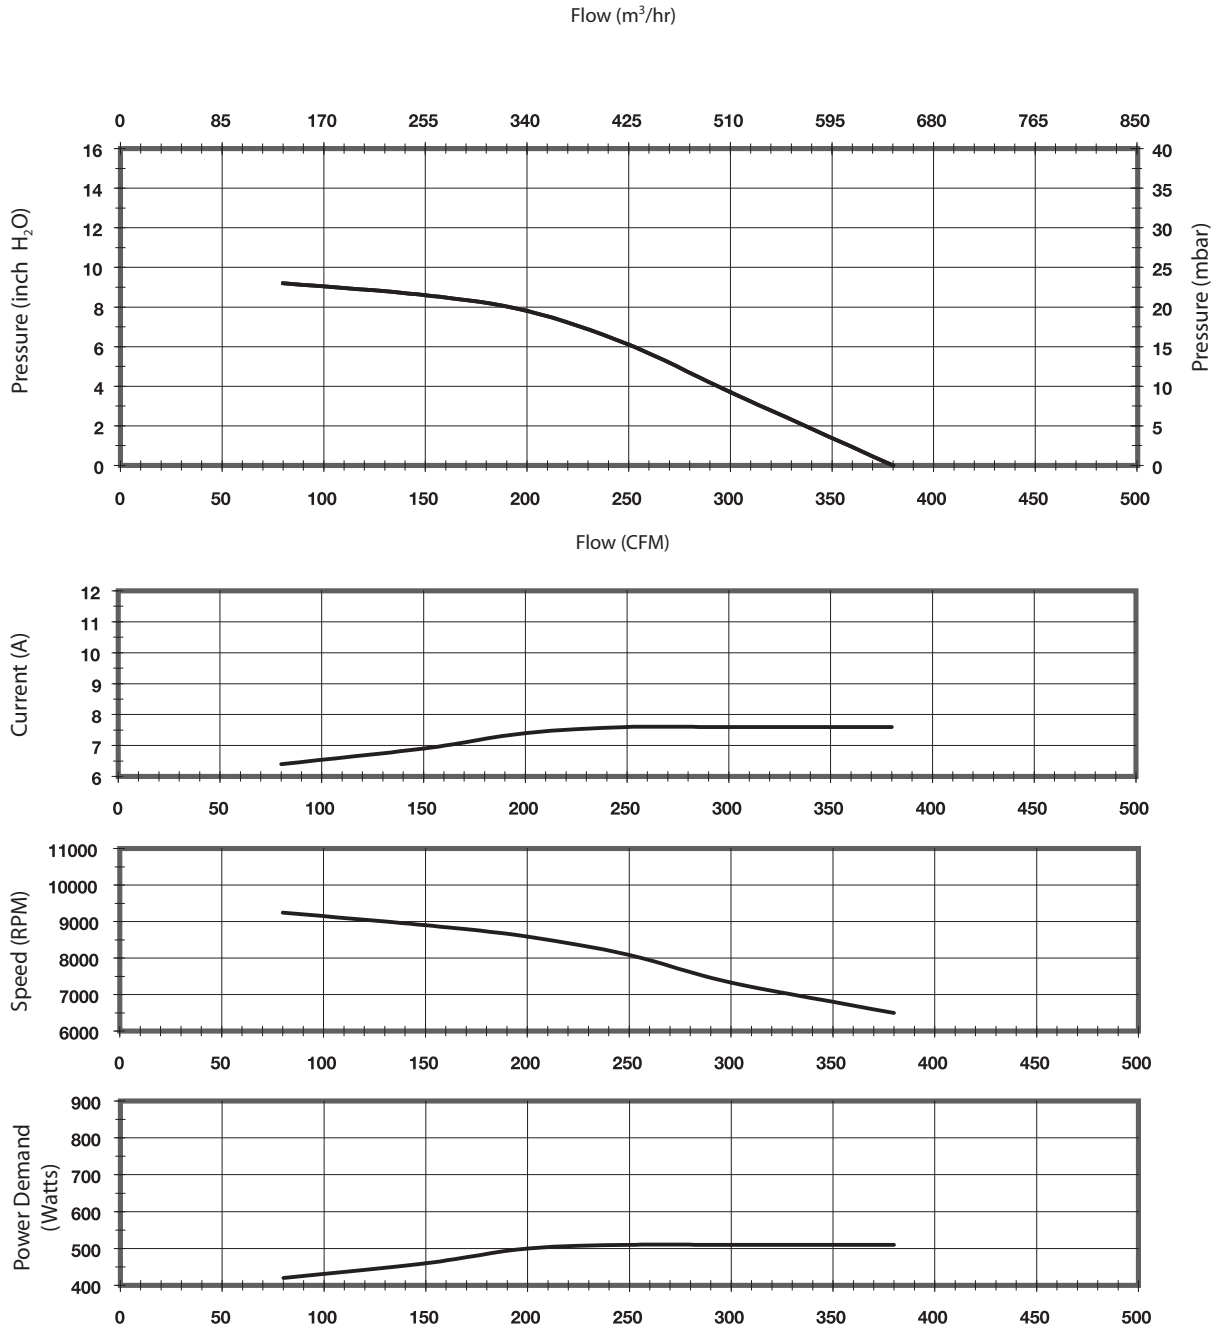 Flow (m³/hr)
0 85 170 255 340 425 510 595 680 765 850
Pressure (inch H₂O)
16
14
12
10
8
6
4
2
0
40
35
30
25
20
15
10
5
0
Pressure (mbar)
0 50 100 150 200 250 300 350 400 450 500
Flow (CFM)
Current (A)
12
11
10
9
8
7
6
0 50 100 150 200 250 300 350 400 450 500
Speed (RPM)
11000
10000
9000
8000
7000
6000
0 50 100 150 200 250 300 350 400 450 500
Power Demand
(Watts)
900
800
700
600
500
400
0 50 100 150 200 250 300 350 400 450 500